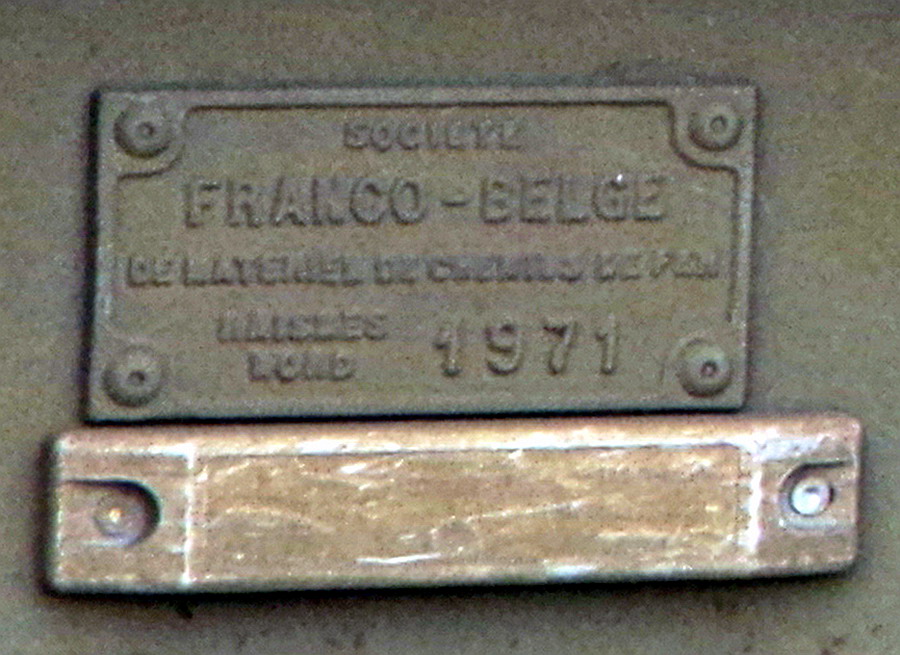 SOCIETE
FRANCO-BELGE
DE MATERIEL DE CHEMINS DE FER
RAISMES 1971
NORD